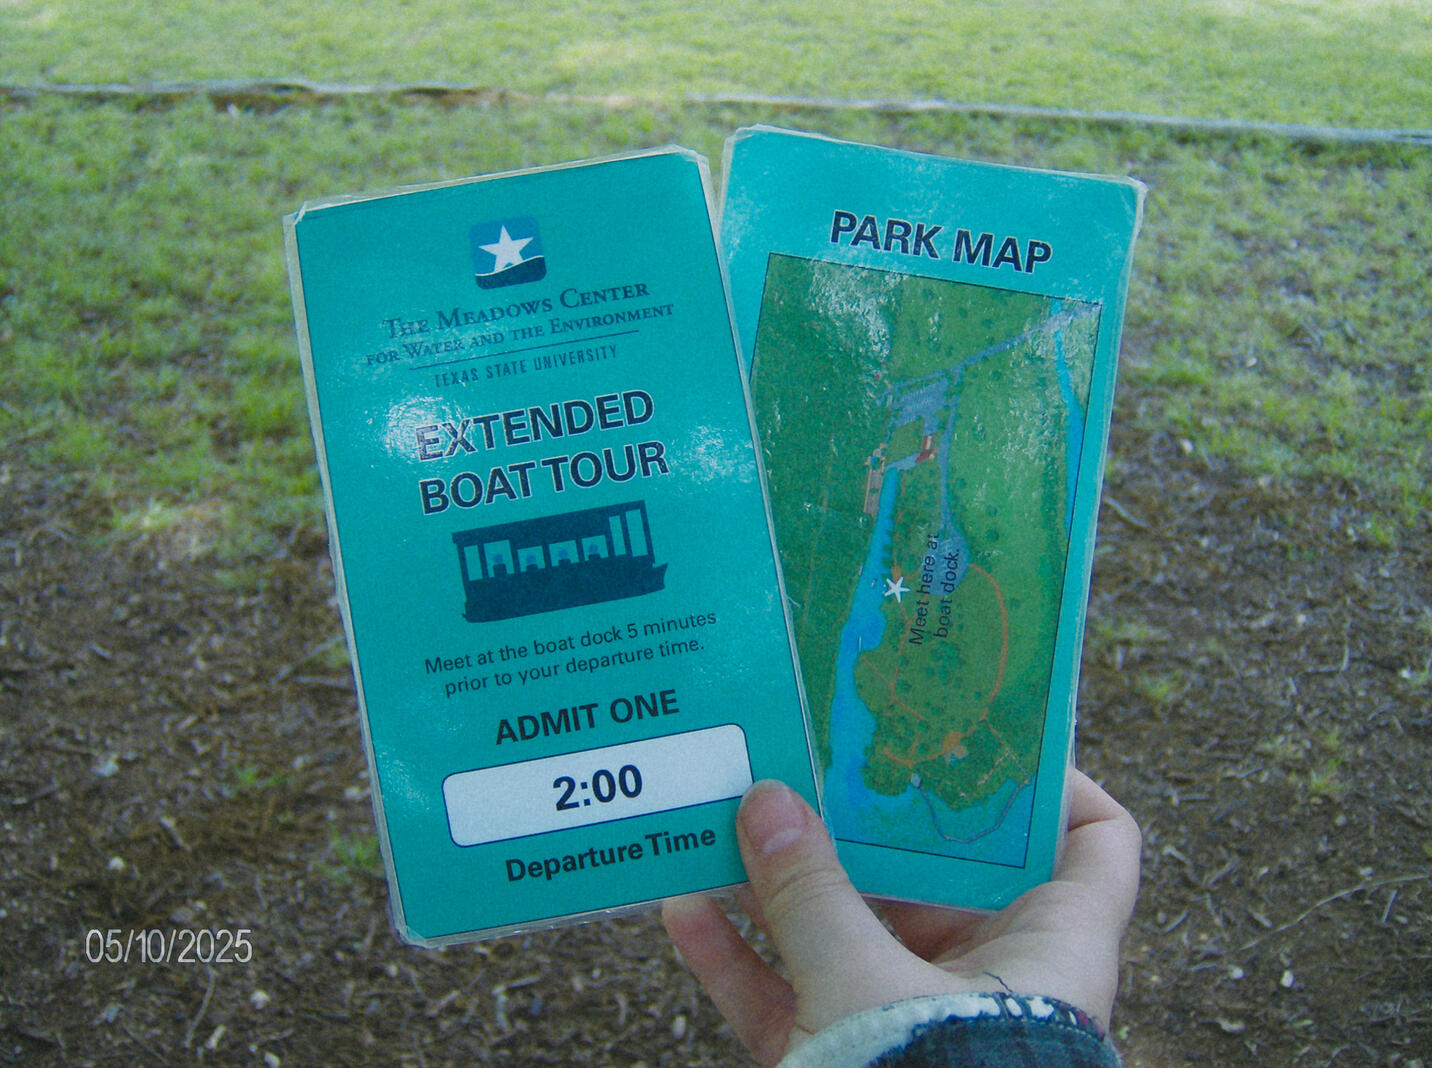 THE MEADOWS CENTER
FOR WATER AND THE ENVIRONMENT
TEXAS STATE UNIVERSITY
EXTENDED
BOAT TOUR
Meet at the boat dock 5 minutes
prior to your departure time.
ADMIT ONE
2:00
Departure Time
PARK MAP
Meet here at
boat dock.
05/10/2025